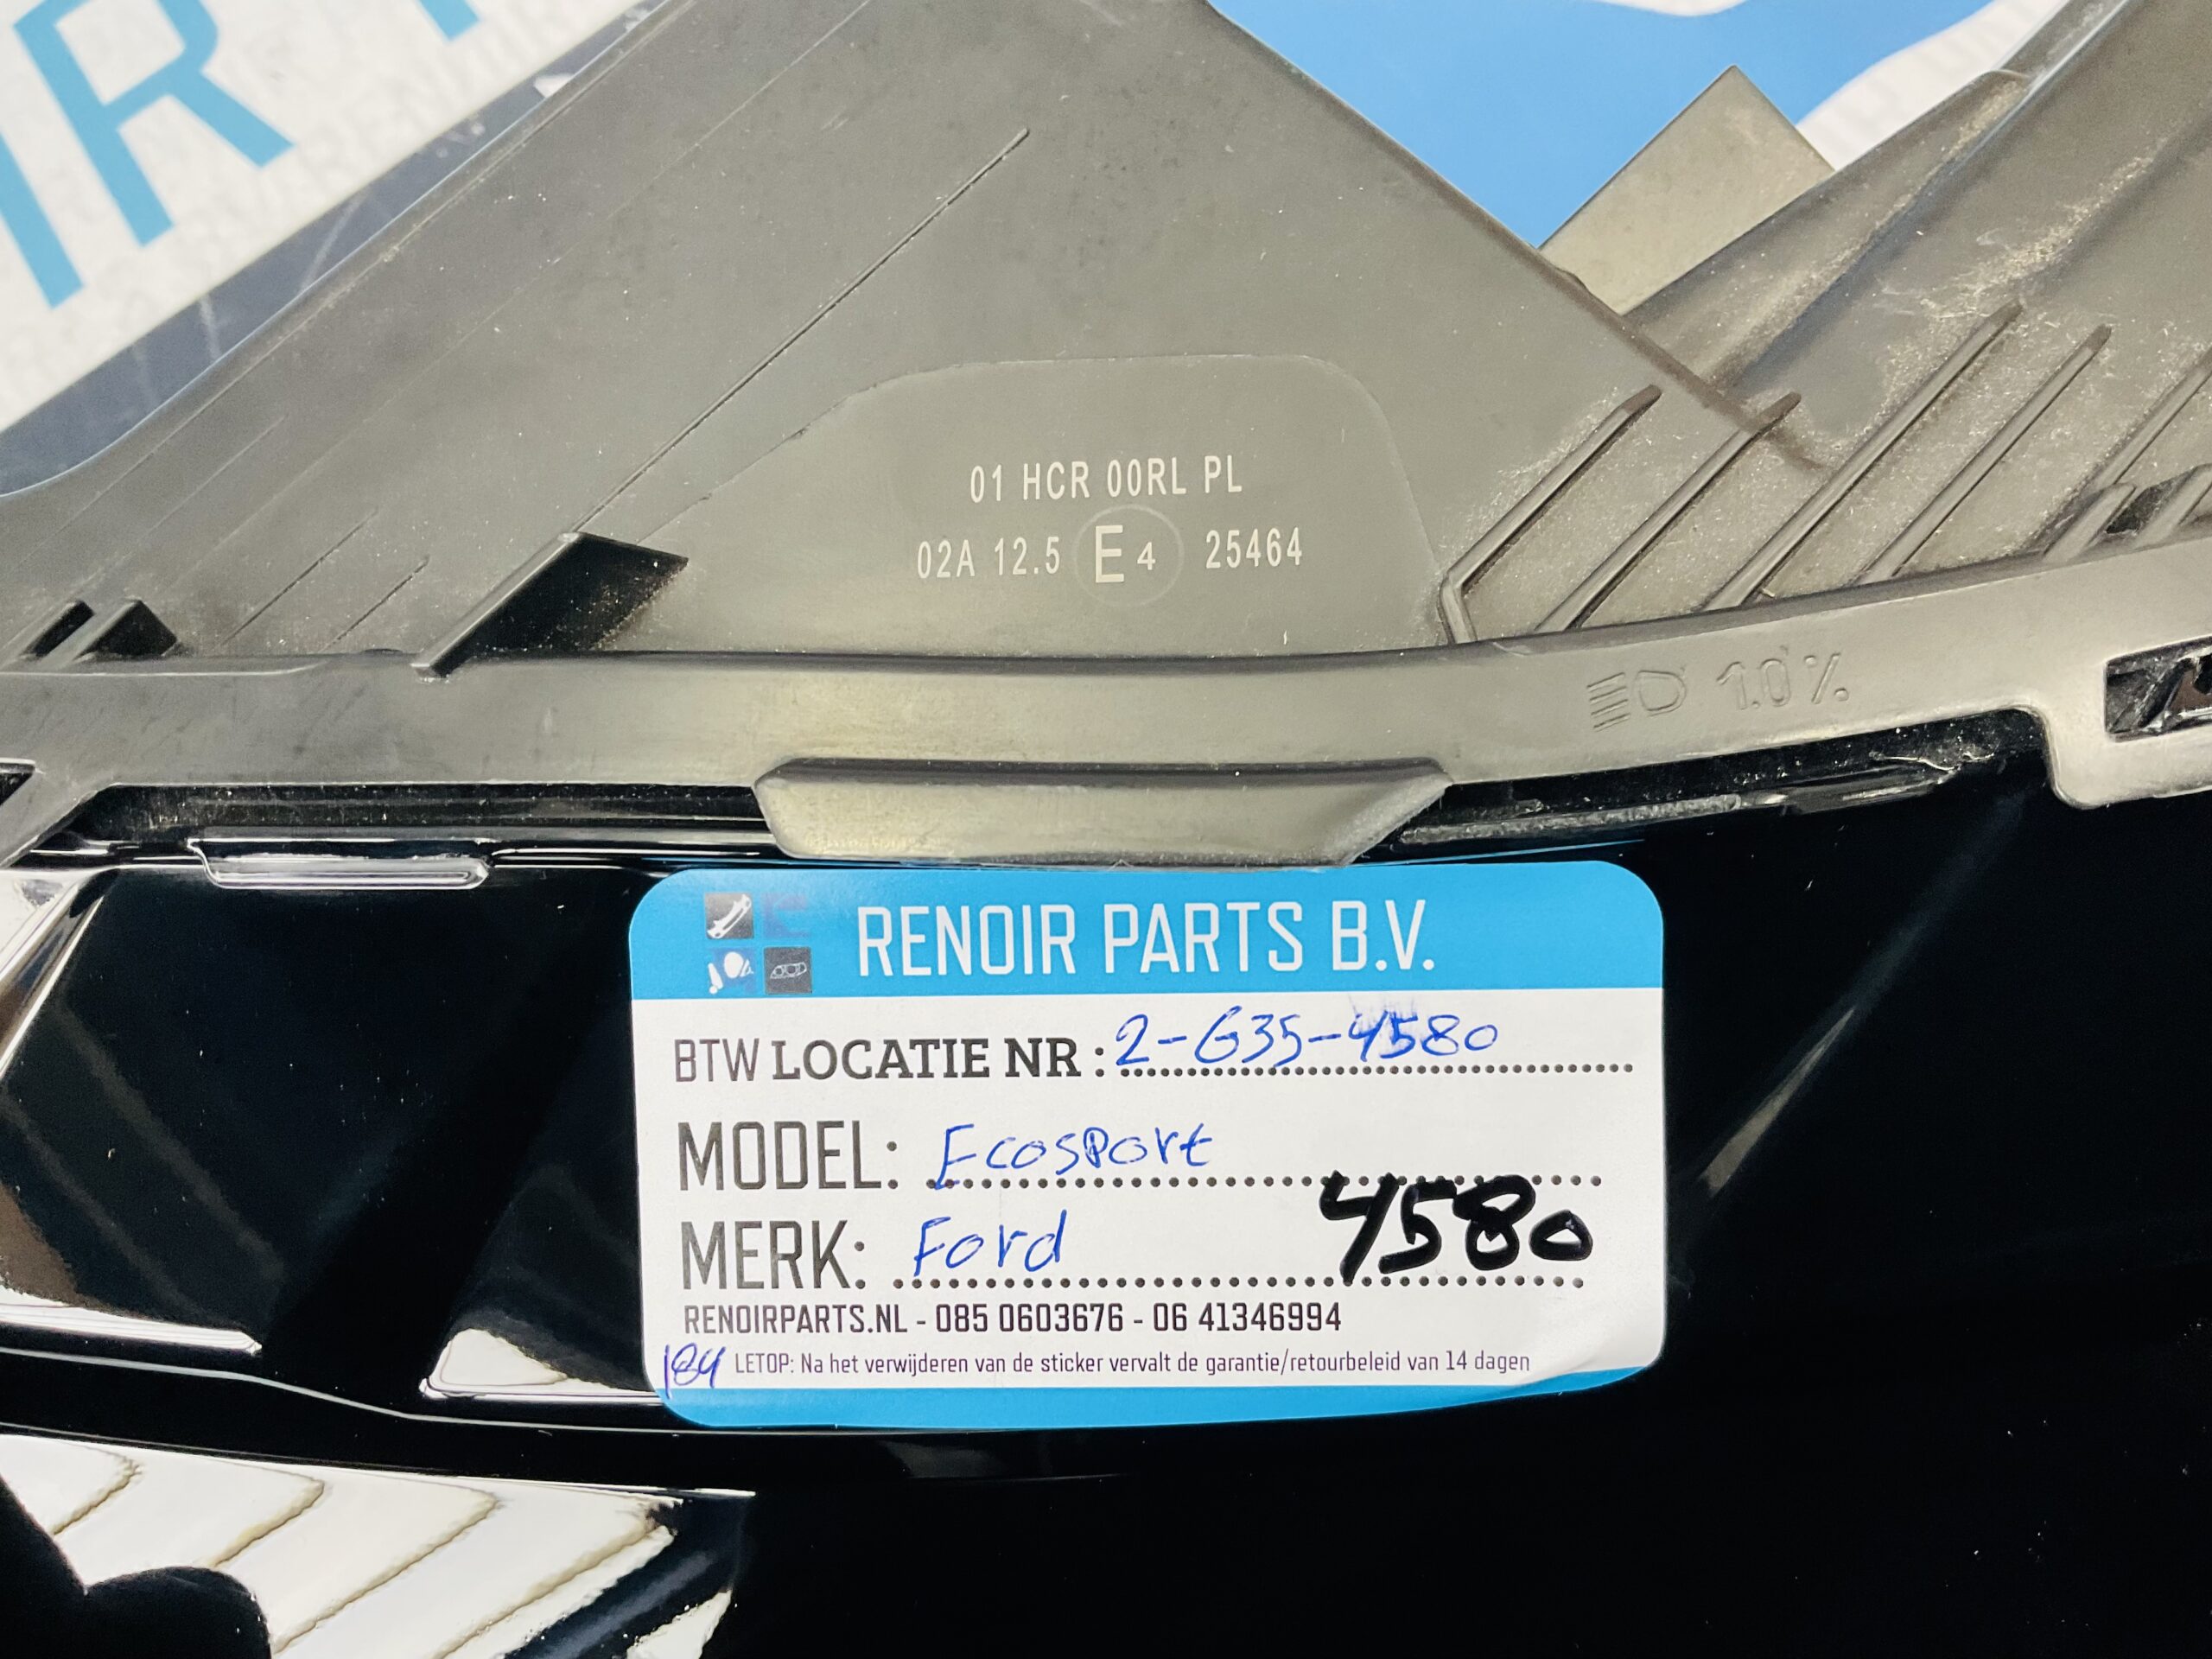 IR
01 HCR 00RL PL
02A 12.5 E4 25464
1.0%
RENOIR PARTS B.V.
BTW LOCATIE NR : 2-G35-4580
MODEL: Ecosport
MERK: Ford 4580
RENOIRPARTS.NL - 085 0603676 - 06 41346994
184 LETOP: Na het verwijderen van de sticker vervalt de garantie/retourbeleid van 14 dagen